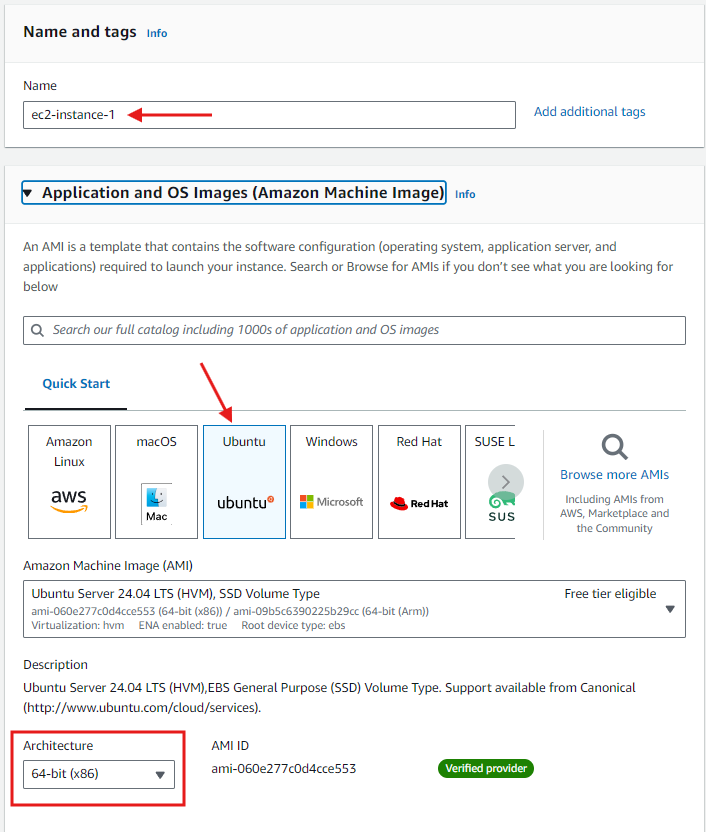 Name and tags Info
Name
ec2-instance-1
Add additional tags
Application and OS Images (Amazon Machine Image) Info
An AMI is a template that contains the software configuration (operating system, application server, and
applications) required to launch your instance. Search or Browse for AMIs if you don’t see what you are looking for
below
Search our full catalog including 1000s of application and OS images
Quick Start
Amazon
Linux
aws
macOS
Mac
Ubuntu
ubuntu
Windows
Microsoft
Red Hat
Red Hat
SUSE L
SUS
Browse more AMIs
Including AMIs from
AWS, Marketplace and
the Community
Amazon Machine Image (AMI)
Ubuntu Server 24.04 LTS (HVM), SSD Volume Type
Free tier eligible
ami-060e277c0d4cce553 (64-bit (x86)) / ami-09b5c6390225b29cc (64-bit (Arm))
Virtualization: hvm ENA enabled: true Root device type: ebs
Description
Ubuntu Server 24.04 LTS (HVM),EBS General Purpose (SSD) Volume Type. Support available from Canonical
(http://www.ubuntu.com/cloud/services).
Architecture
64-bit (x86)
AMI ID
ami-060e277c0d4cce553
Verified provider